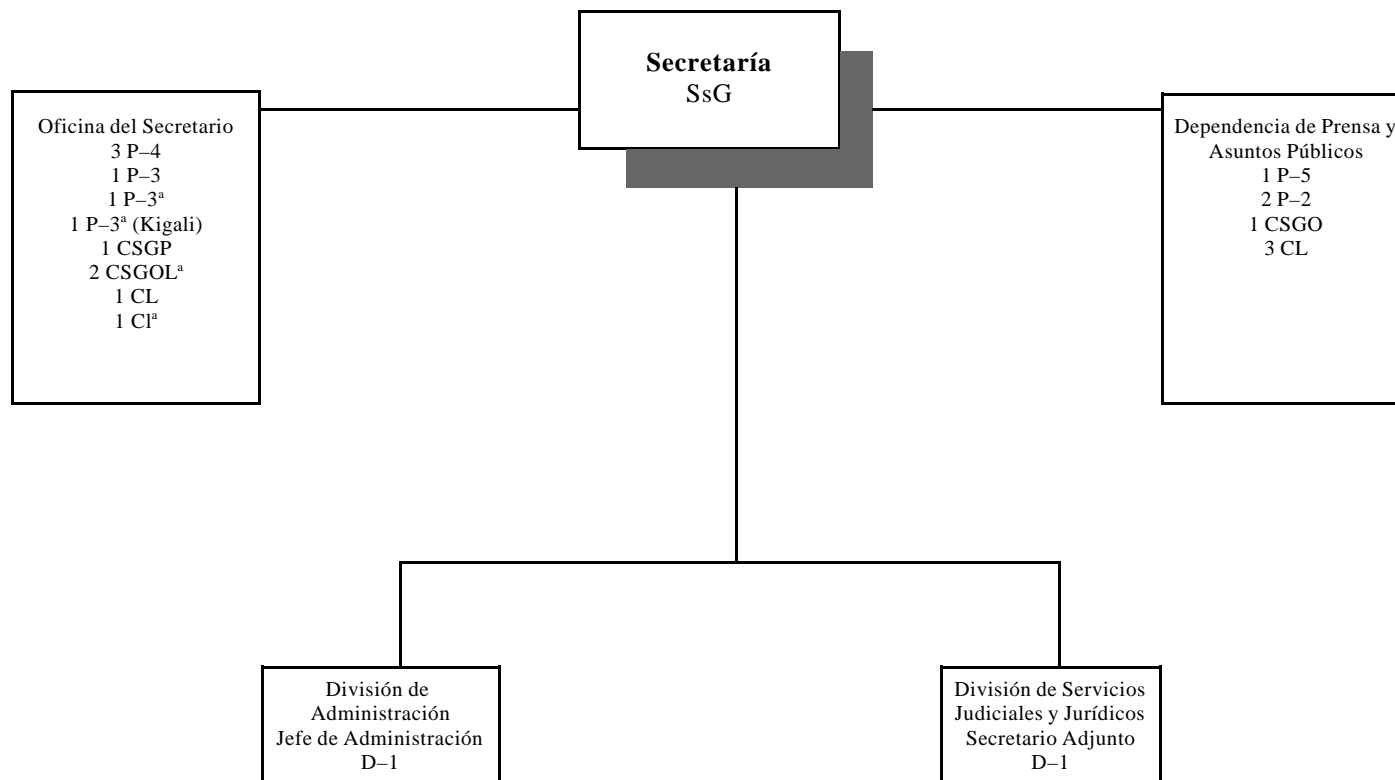 Secretaría
SsG
Oficina del Secretario
3 P–4
1 P–3
1 P–3ª
1 P–3ª (Kigali)
1 CSGP
2 CSGOLª
1 CL
1 Clª
Dependencia de Prensa y
Asuntos Públicos
1 P–5
2 P–2
1 CSGO
3 CL
División de
Administración
Jefe de Administración
D–1
División de Servicios
Judiciales y Jurídicos
Secretario Adjunto
D–1